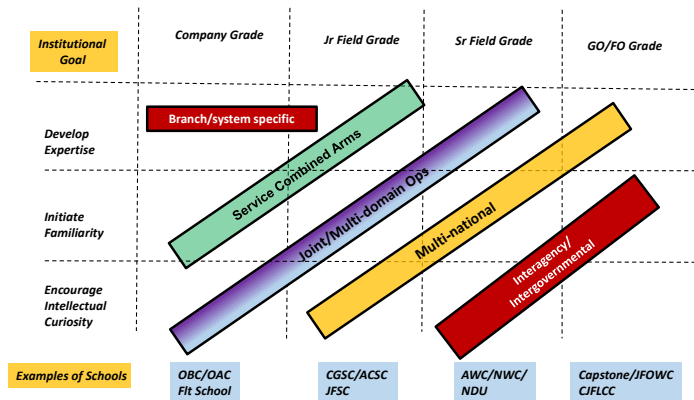 Institutional
Goal
Company Grade
Jr Field Grade
Sr Field Grade
GO/FO Grade
Develop
Expertise
Branch/system specific
Service Combined Arms
Joint/Multi-domain Ops
Multi-national
Interagency/
Intergovernmental
Initiate
Familiarity
Encourage
Intellectual
Curiosity
Examples of Schools
OBC/OAC
Flt School
CGSC/ACSC
JFSC
AWC/NWC/
NDU
Capstone/JFOWC
CJFLCC